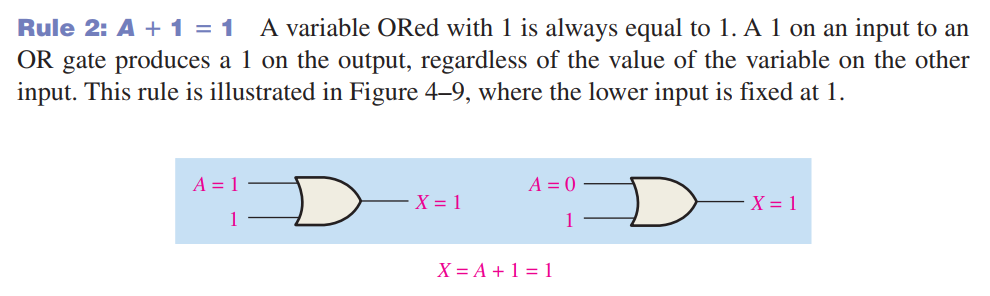 Rule 2: A + 1 = 1 A variable ORed with 1 is always equal to 1. A 1 on an input to an
OR gate produces a 1 on the output, regardless of the value of the variable on the other
input. This rule is illustrated in Figure 4–9, where the lower input is fixed at 1.
A = 1
1
X = 1
A = 0
1
X = 1
X = A + 1 = 1